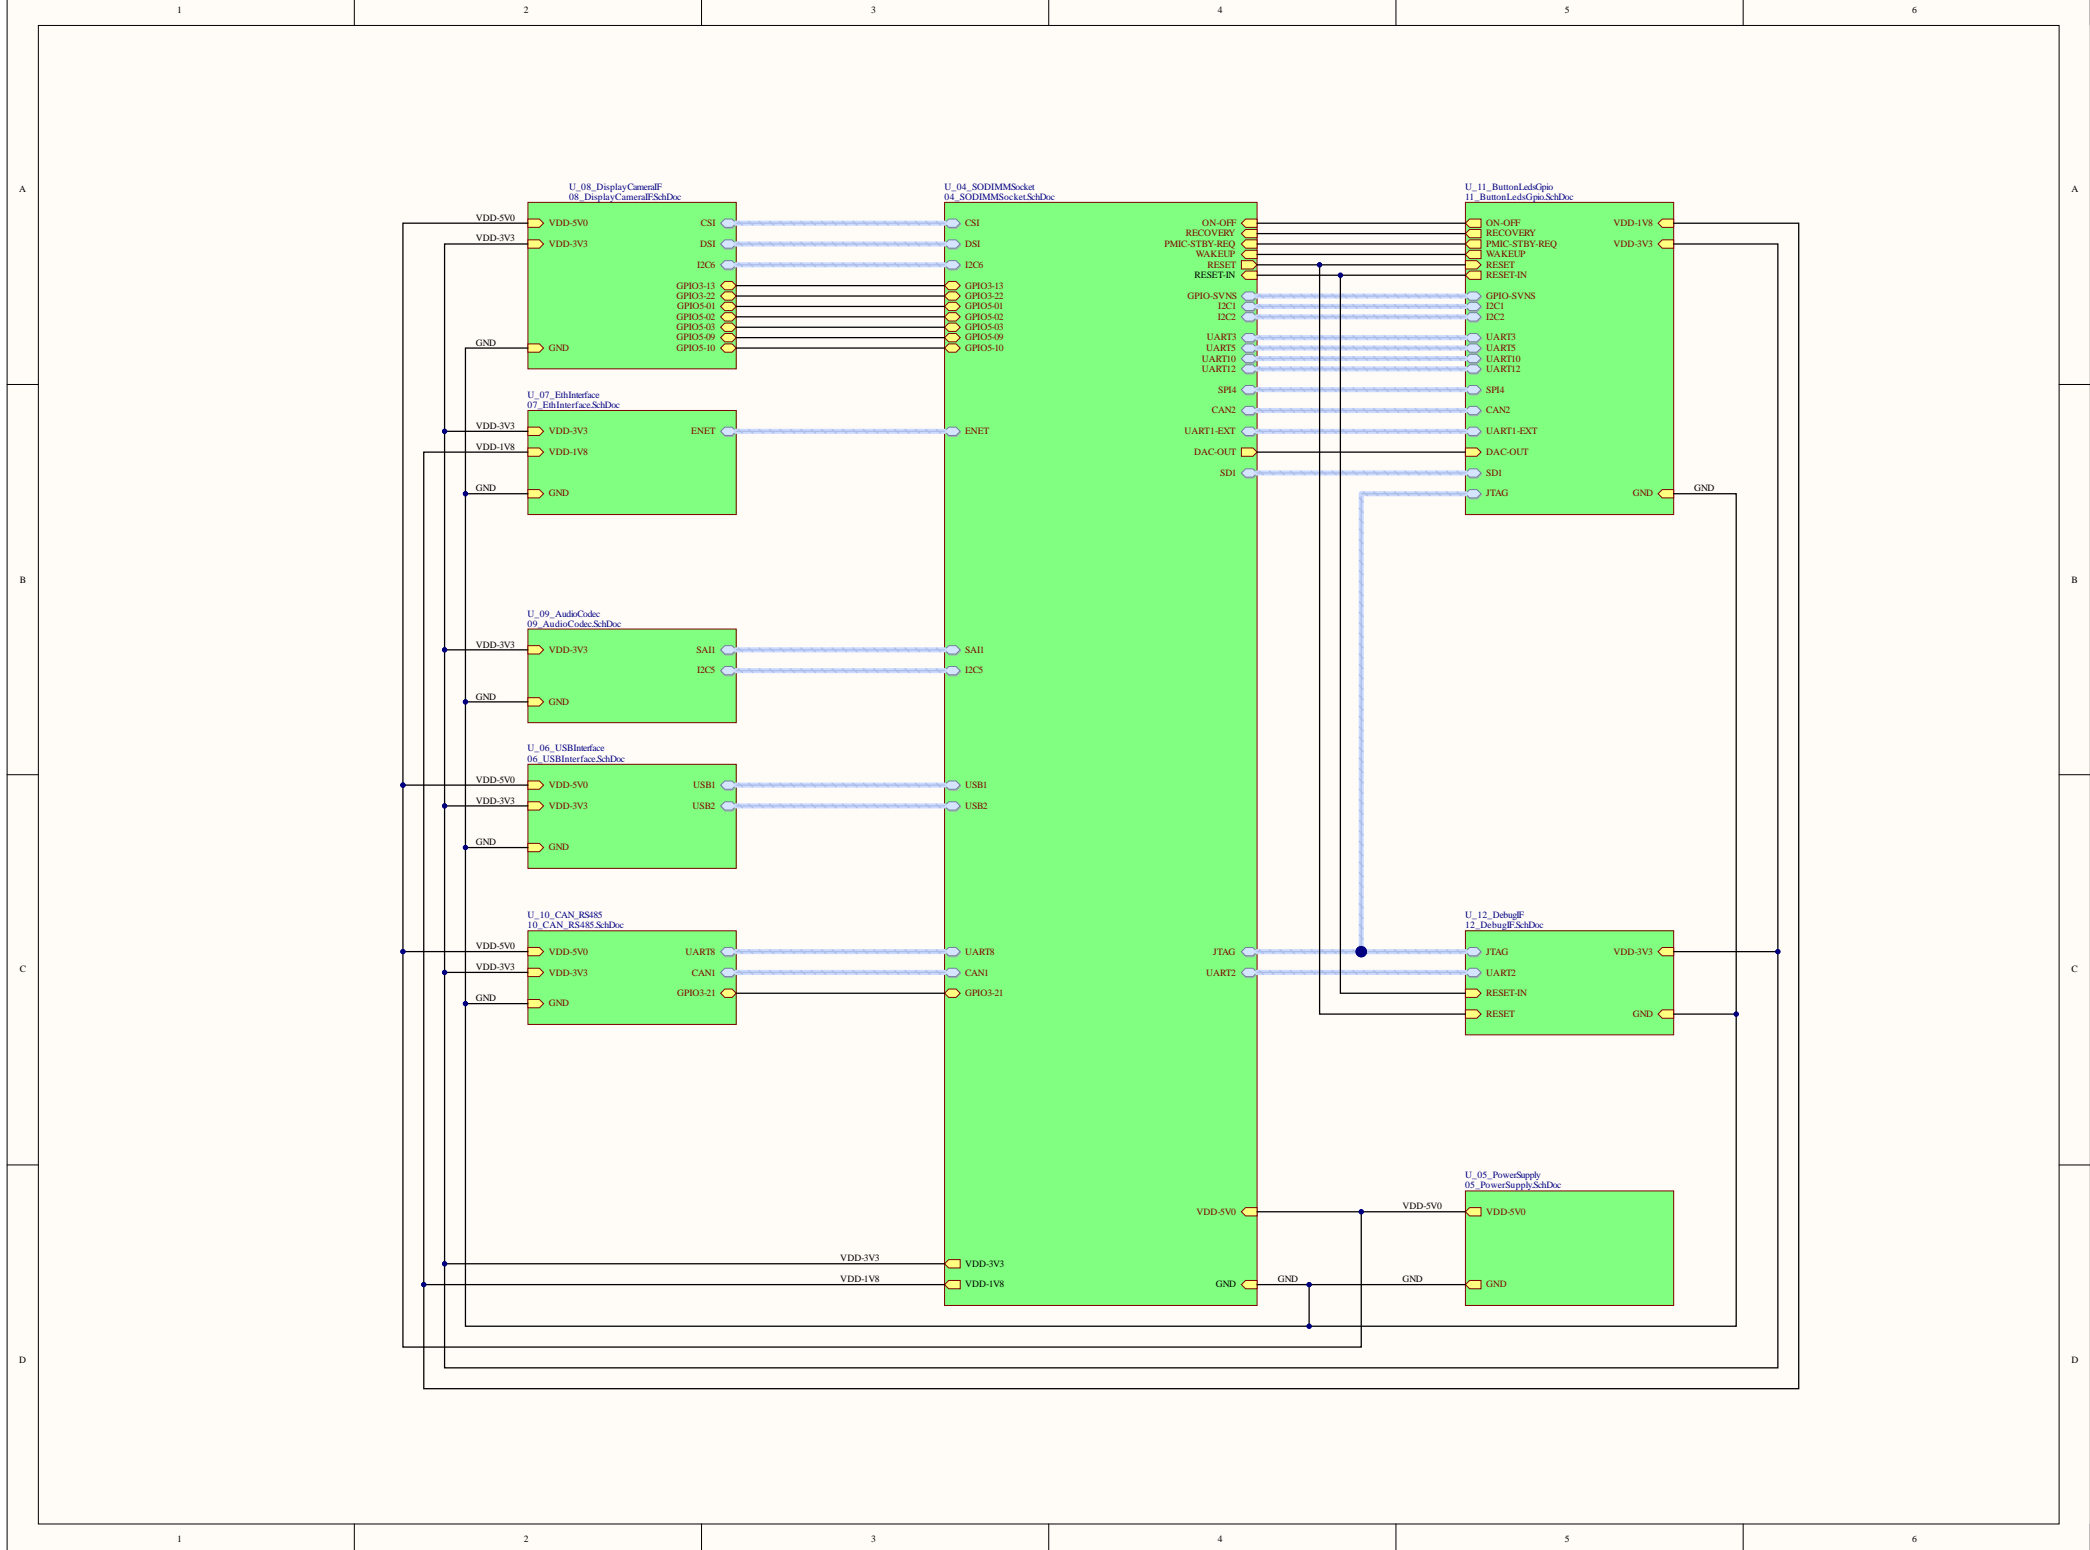 1 2 3 4 5 6
A A
B B
C C
D D
U_08_DisplayCameraIF
08_DisplayCameraIF.SchDoc
VDD-5V0 VDD-5V0 CSI
VDD-3V3 VDD-3V3 DSI
I2C6
GPIO3-13
GPIO3-22
GPIO5-01
GPIO5-02
GPIO5-03
GPIO5-09
GND GND GPIO5-10
U_07_EthInterface
07_EthInterface.SchDoc
VDD-3V3 VDD-3V3 ENET
VDD-1V8 VDD-1V8
GND GND
U_09_AudioCodec
09_AudioCodec.SchDoc
VDD-3V3 VDD-3V3 SAI1
I2C5
GND GND
U_06_USBInterface
06_USBInterface.SchDoc
VDD-5V0 VDD-5V0 USB1
VDD-3V3 VDD-3V3 USB2
GND GND
U_10_CAN_RS485
10_CAN_RS485.SchDoc
VDD-5V0 VDD-5V0 UART8
VDD-3V3 VDD-3V3 CAN1
GPIO3-21
GND GND
U_04_SODIMMSocket
04_SODIMMSocket.SchDoc
CSI ON-OFF
RECOVERY
DSI PMIC-STBY-REQ
WAKEUP
I2C6 RESET
RESET-IN
GPIO3-13
GPIO3-22 GPIO-SVNS
GPIO5-01 I2C1
GPIO5-02 I2C2
GPIO5-03
GPIO5-09 UART3
GPIO5-10 UART5
UART10
UART12
SPI4
CAN2
ENET UART1-EXT
DAC-OUT
SD1
SAI1
I2C5
USB1
USB2
UART8 JTAG
CAN1 UART2
GPIO3-21
VDD-5V0
VDD-3V3 VDD-3V3
VDD-1V8 VDD-1V8 GND GND GND
U_11_ButtonLedsGpio
11_ButtonLedsGpio.SchDoc
ON-OFF VDD-1V8
RECOVERY
PMIC-STBY-REQ VDD-3V3
WAKEUP
RESET
RESET-IN
GPIO-SVNS
I2C1
I2C2
UART3
UART5
UART10
UART12
SPI4
CAN2
UART1-EXT
DAC-OUT
SD1
JTAG GND GND
U_12_DebugIF
12_DebugIF.SchDoc
JTAG VDD-3V3
UART2
RESET-IN
RESET GND
U_05_PowerSupply
05_PowerSupply.SchDoc
VDD-5V0 VDD-5V0
GND
1 2 3 4 5 6